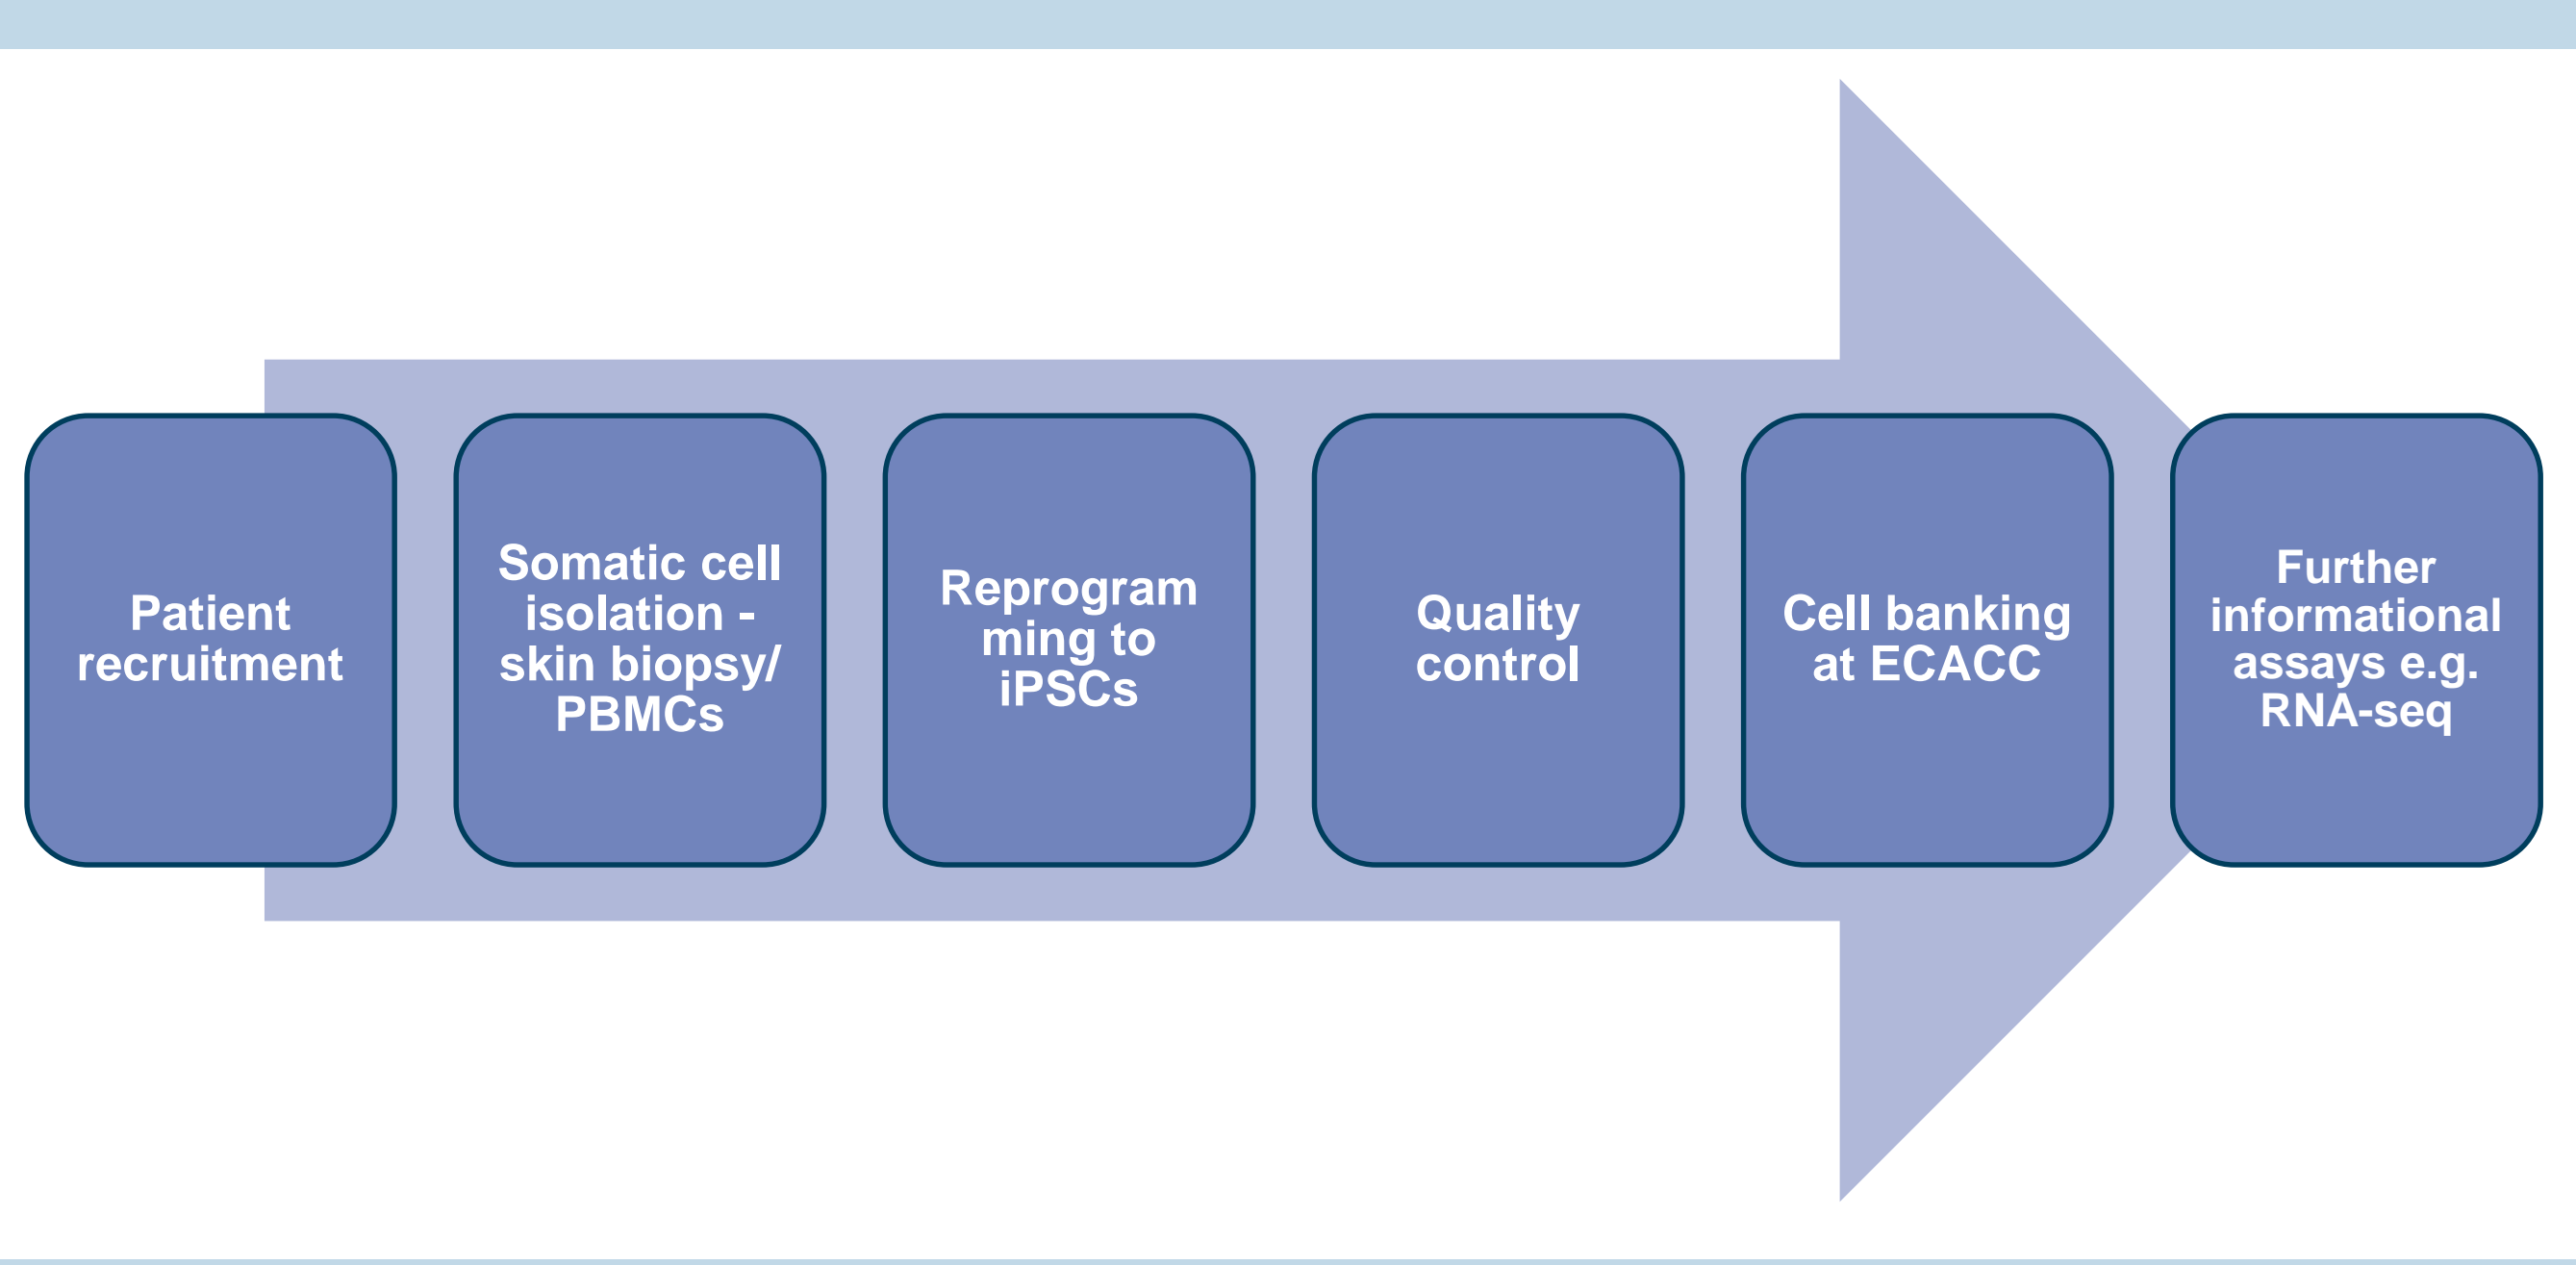 Patient
recruitment
Somatic cell
isolation -
skin biopsy/
PBMCs
Reprogram
ming to
iPSCs
Quality
control
Cell banking
at ECACC
Further
informational
assays e.g.
RNA-seq